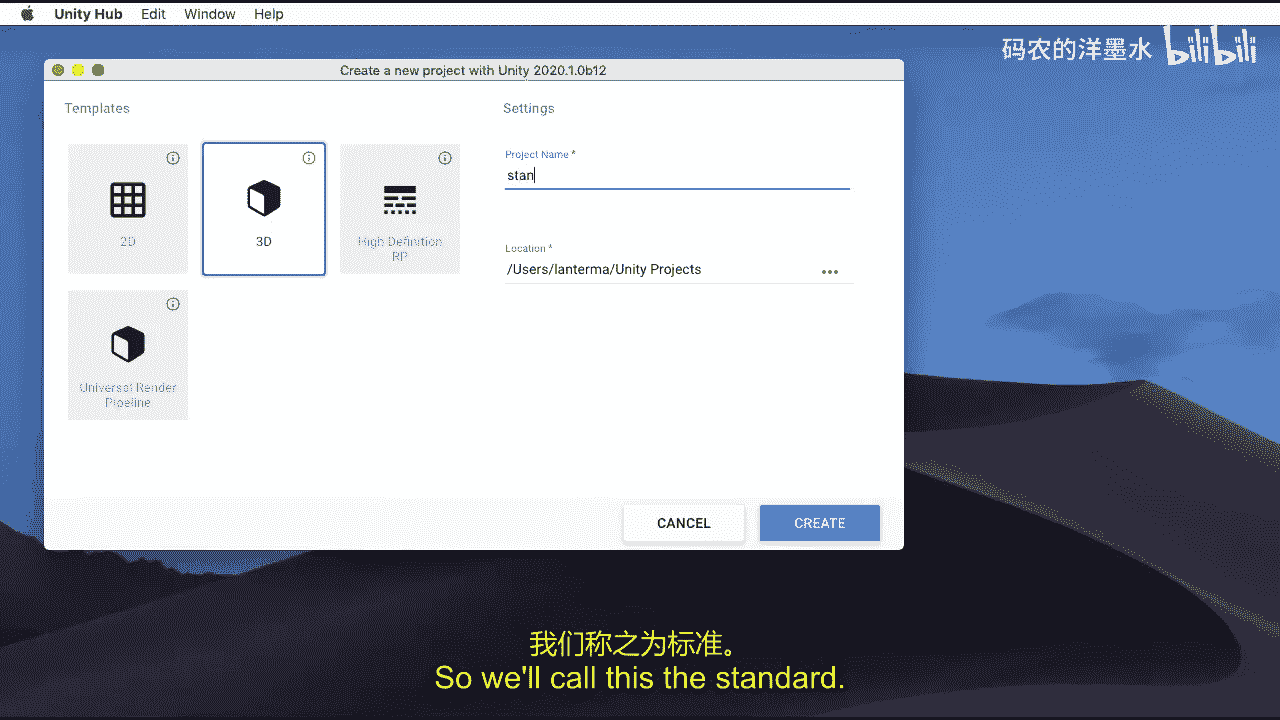 Unity Hub Edit Window Help
码农的洋墨水 bilibili
Create a new project with Unity 2020.1.0b12
Templates
Settings
2D
3D
High Definition
RP
Universal Render
Pipeline
Project Name *
stan
Location *
/Users/lanterma/Unity Projects
CANCEL
CREATE
我们称之为标准。
So we'll call this the standard.